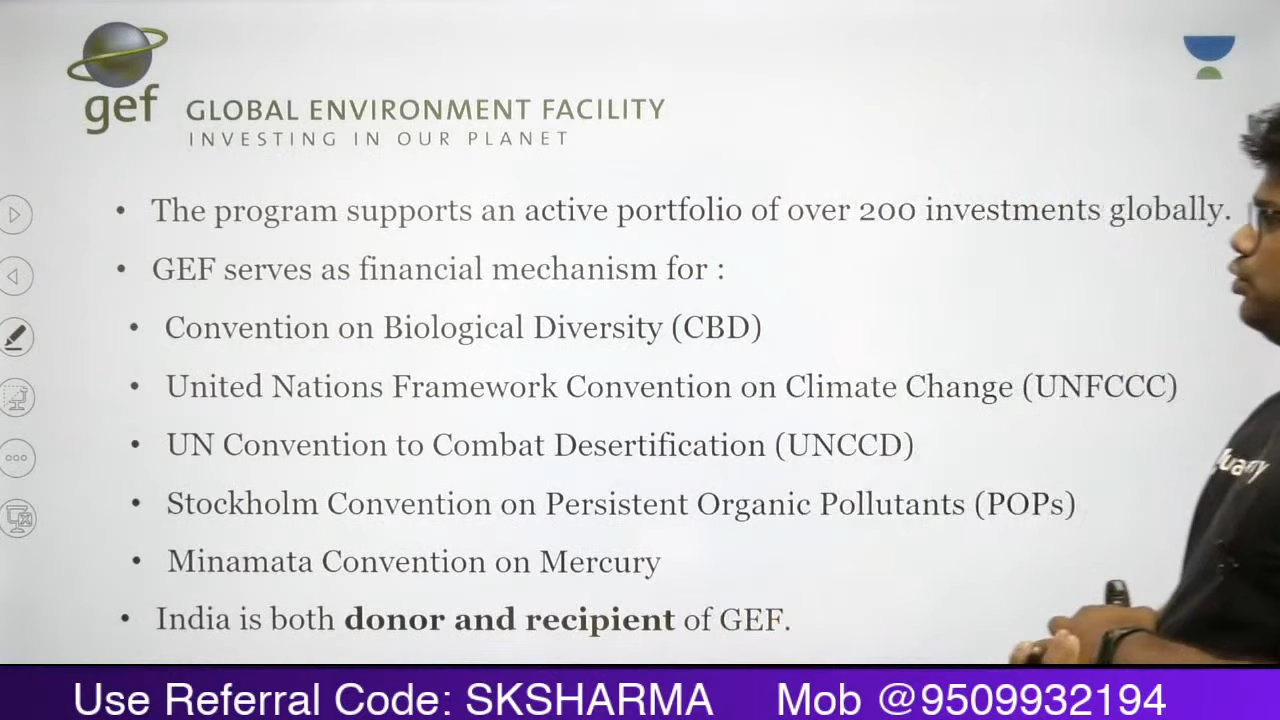 gef
GLOBAL ENVIRONMENT FACILITY
INVESTING IN OUR PLANET
• The program supports an active portfolio of over 200 investments globally.
• GEF serves as financial mechanism for :
• Convention on Biological Diversity (CBD)
• United Nations Framework Convention on Climate Change (UNFCCC)
• UN Convention to Combat Desertification (UNCCD)
• Stockholm Convention on Persistent Organic Pollutants (POPs)
• Minamata Convention on Mercury
• India is both donor and recipient of GEF.
Use Referral Code: SKSHARMA Mob @9509932194